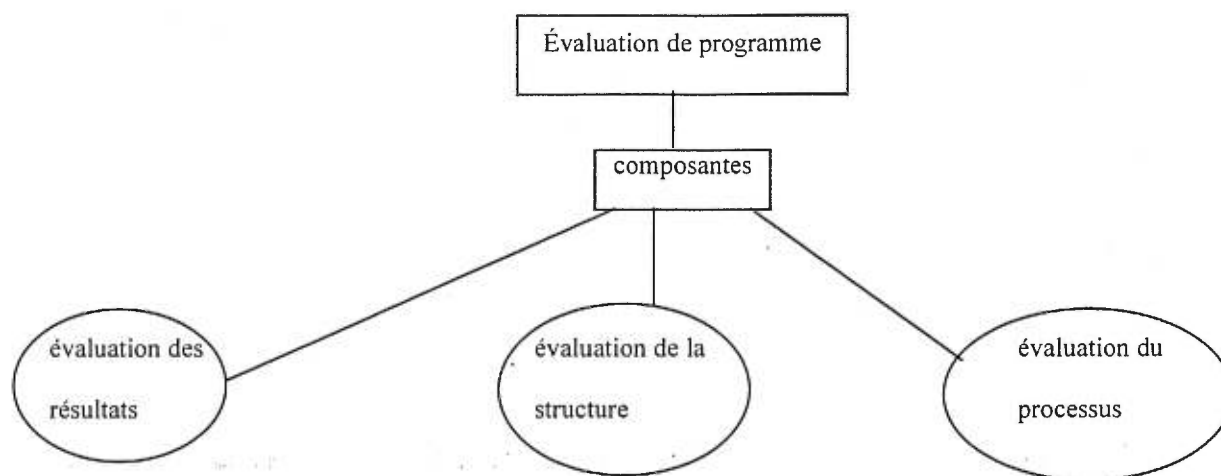 Évaluation de programme
composantes
évaluation des
résultats
évaluation de la
structure
évaluation du
processus